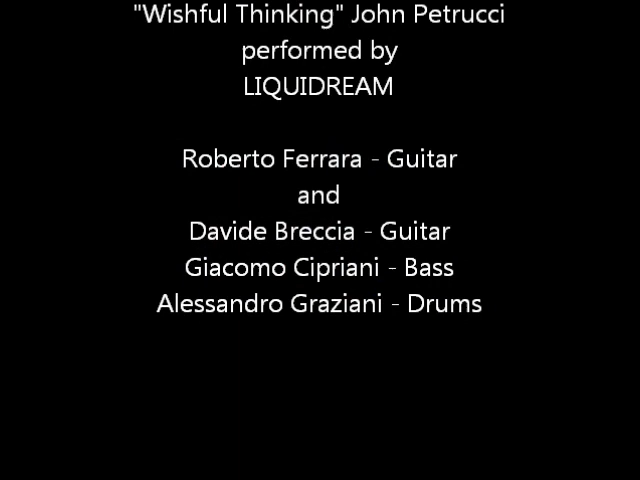 "Wishful Thinking" John Petrucci
performed by
LIQUIDREAM
Roberto Ferrara - Guitar
and
Davide Breccia - Guitar
Giacomo Cipriani - Bass
Alessandro Graziani - Drums